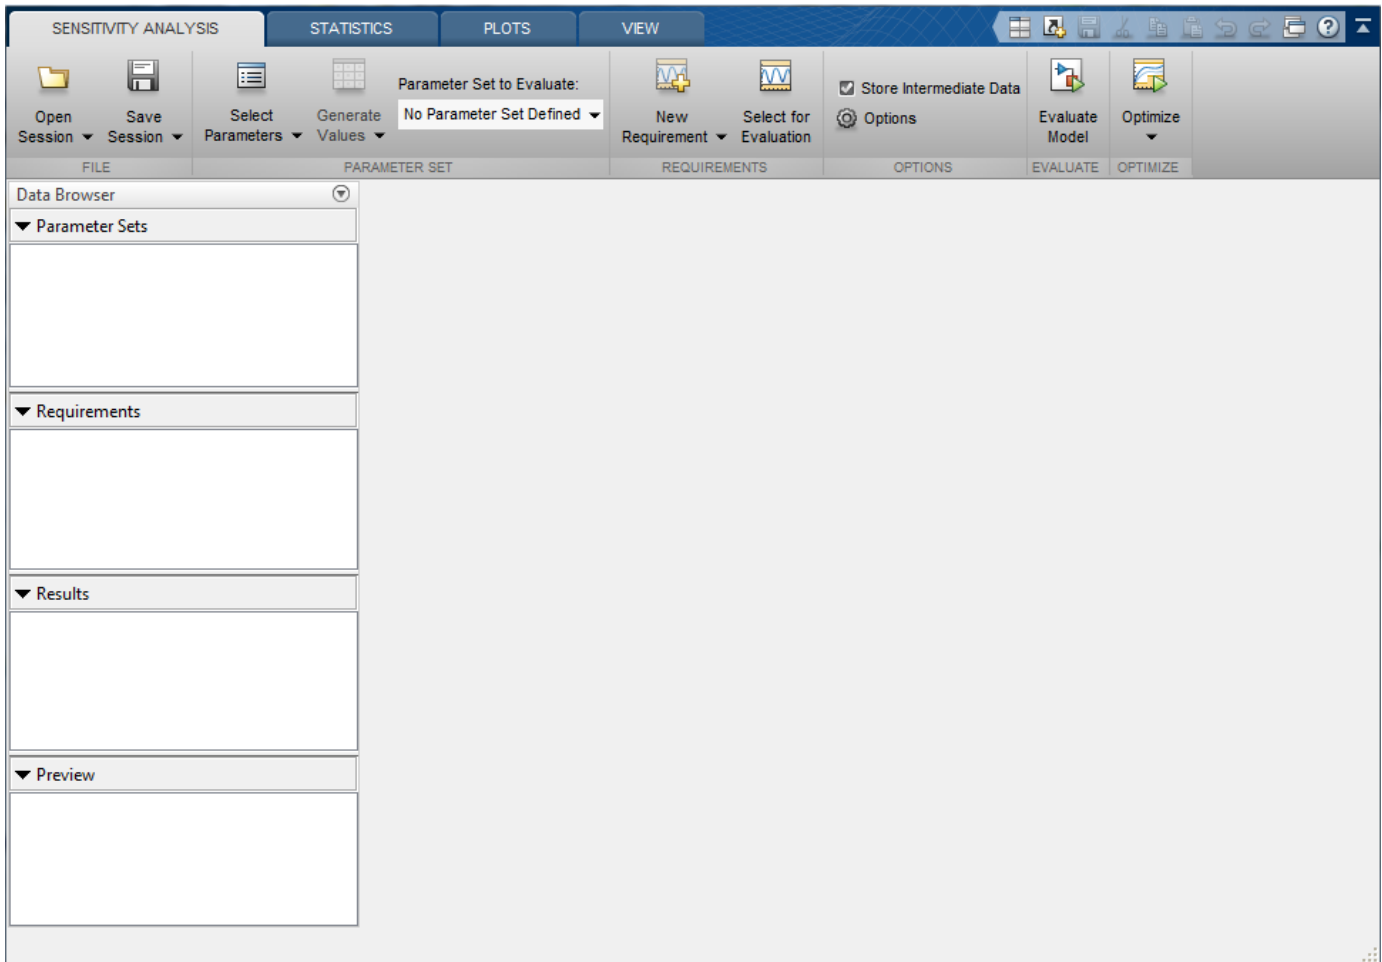 SENSITIVITY ANALYSIS
STATISTICS
PLOTS
VIEW
Open
Session
Save
Session
Select
Parameters
Generate
Values
Parameter Set to Evaluate:
No Parameter Set Defined
New
Requirement
Select for
Evaluation
Store Intermediate Data
Options
Evaluate
Model
Optimize
FILE
PARAMETER SET
REQUIREMENTS
OPTIONS
EVALUATE
OPTIMIZE
Data Browser
Parameter Sets
Requirements
Results
Preview